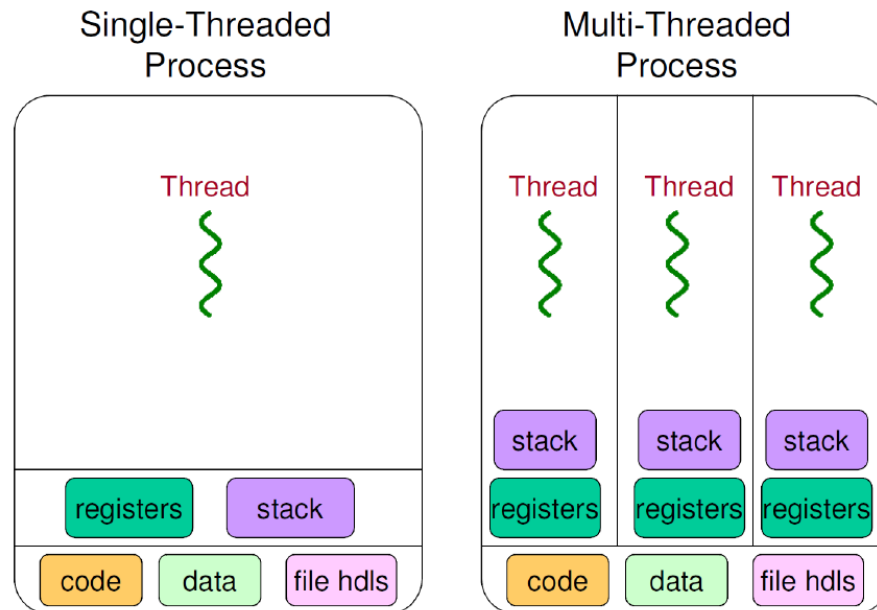 Single-Threaded
Process
Thread
registers
stack
code
data
file hdls
Multi-Threaded
Process
Thread
Thread
Thread
stack
stack
stack
registers
registers
registers
code
data
file hdls